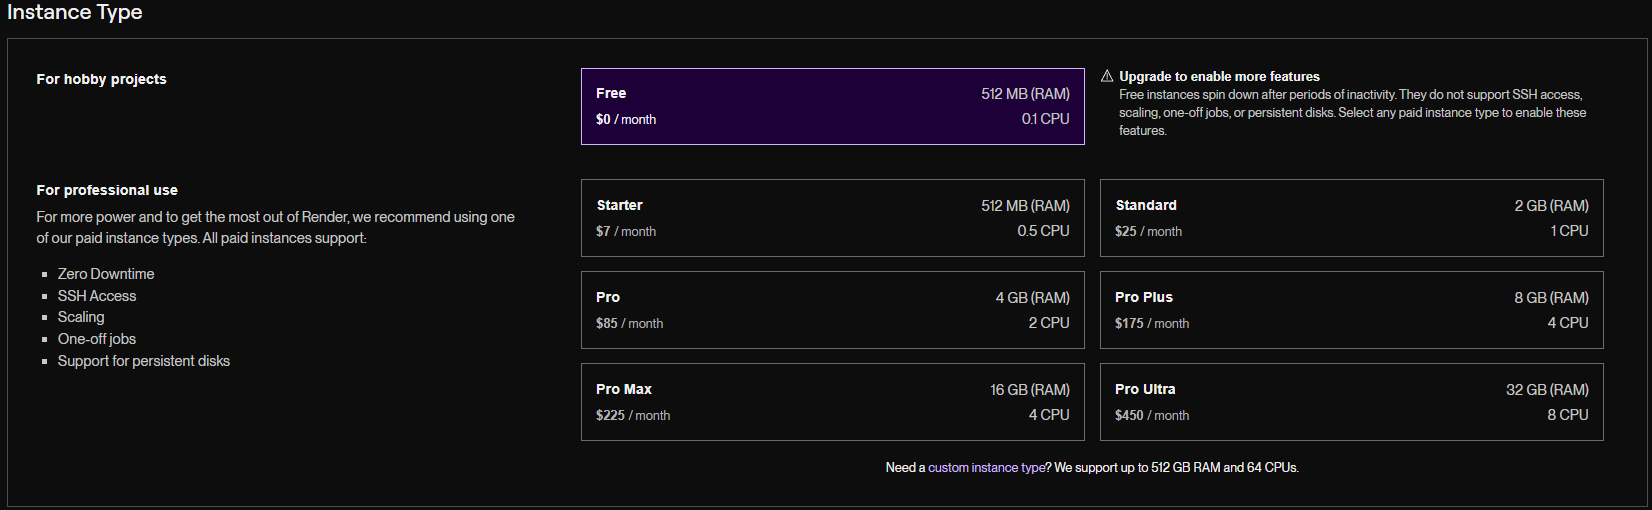 Instance Type
For hobby projects
Free
512 MB (RAM)
$0 / month
0.1 CPU
⚠ Upgrade to enable more features
Free instances spin down after periods of inactivity. They do not support SSH access,
scaling, one-off jobs, or persistent disks. Select any paid instance type to enable these
features.
For professional use
For more power and to get the most out of Render, we recommend using one
of our paid instance types. All paid instances support:
▪ Zero Downtime
▪ SSH Access
▪ Scaling
▪ One-off jobs
▪ Support for persistent disks
Starter
512 MB (RAM)
$7 / month
0.5 CPU
Standard
2 GB (RAM)
$25 / month
1 CPU
Pro
4 GB (RAM)
$85 / month
2 CPU
Pro Plus
8 GB (RAM)
$175 / month
4 CPU
Pro Max
16 GB (RAM)
$225 / month
4 CPU
Pro Ultra
32 GB (RAM)
$450 / month
8 CPU
Need a custom instance type? We support up to 512 GB RAM and 64 CPUs.